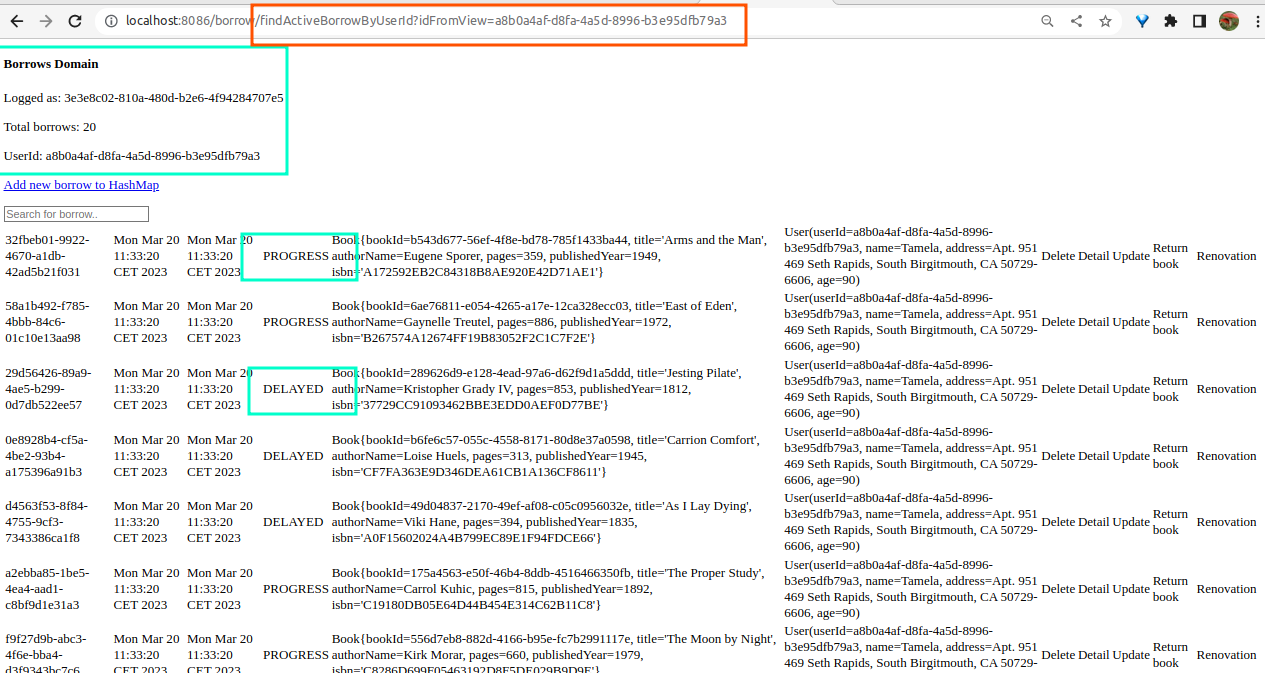 localhost:8086/borrow/findActiveBorrowByUserId?idFromView=a8b0a4af-d8fa-4a5d-8996-b3e95dfb79a3
Borrows Domain
Logged as: 3e3e8c02-810a-480d-b2e6-4f94284707e5
Total borrows: 20
UserId: a8b0a4af-d8fa-4a5d-8996-b3e95dfb79a3
Add new borrow to HashMap
Search for borrow..
User(userId=a8b0a4af-d8fa-4a5d-8996-
32fbeb01-9922- Mon Mar 20 Mon Mar 20 Book{bookId=b543d677-56ef-4f8e-bd78-785f1433ba44, title='Arms and the Man', b3e95dfb79a3, name=Tamela, address=Apt. 951 Return
4670-a1db- 11:33:20 11:33:20 PROGRESS authorName=Eugene Sporer, pages=359, publishedYear=1949, 469 Seth Rapids, South Birgitmouth, CA 50729- Delete Detail Update book Renovation
42ad5b21f031 CET 2023 CET 2023 isbn='A172592EB2C84318B8AE920E42D71AE1'} 6606, age=90)
User(userId=a8b0a4af-d8fa-4a5d-8996-
58a1b492-f785- Mon Mar 20 Mon Mar 20 Book{bookId=6ae76811-e054-4265-a17e-12ca328ecc03, title='East of Eden', b3e95dfb79a3, name=Tamela, address=Apt. 951 Return
4bbb-84c6- 11:33:20 11:33:20 PROGRESS authorName=Gaynelle Treutel, pages=886, publishedYear=1972, 469 Seth Rapids, South Birgitmouth, CA 50729- Delete Detail Update book Renovation
01c10e13aa98 CET 2023 CET 2023 isbn='B267574A12674FF19B83052F2C1C7F2E'} 6606, age=90)
User(userId=a8b0a4af-d8fa-4a5d-8996-
29d56426-89a9- Mon Mar 20 Mon Mar 20 Book{bookId=289626d9-e128-4ead-97a6-d62f9d1a5ddd, title='Jesting Pilate', b3e95dfb79a3, name=Tamela, address=Apt. 951 Return
4ae5-b299- 11:33:20 11:33:20 DELAYED authorName=Kristopher Grady IV, pages=853, publishedYear=1812, 469 Seth Rapids, South Birgitmouth, CA 50729- Delete Detail Update book Renovation
0d7db522ee57 CET 2023 CET 2023 isbn='37729CC91093462BBE3EDD0AEF0D77BE'} 6606, age=90)
User(userId=a8b0a4af-d8fa-4a5d-8996-
0e8928b4-cf5a- Mon Mar 20 Mon Mar 20 Book{bookId=b6fe6c57-055c-4558-8171-80d8e37a0598, title='Carrion Comfort', b3e95dfb79a3, name=Tamela, address=Apt. 951 Return
4be2-93b4- 11:33:20 11:33:20 DELAYED authorName=Loise Huels, pages=313, publishedYear=1945, 469 Seth Rapids, South Birgitmouth, CA 50729- Delete Detail Update book Renovation
a175396a91b3 CET 2023 CET 2023 isbn='CF7FA363E9D346DEA61CB1A136CF8611'} 6606, age=90)
User(userId=a8b0a4af-d8fa-4a5d-8996-
d4563f53-8f84- Mon Mar 20 Mon Mar 20 Book{bookId=49d04837-2170-49ef-af08-c05c0956032e, title='As I Lay Dying', b3e95dfb79a3, name=Tamela, address=Apt. 951 Return
4755-9cf3- 11:33:20 11:33:20 DELAYED authorName=Viki Hane, pages=394, publishedYear=1835, 469 Seth Rapids, South Birgitmouth, CA 50729- Delete Detail Update book Renovation
7343386ca1f8 CET 2023 CET 2023 isbn='A0F15602024A4B799EC89E1F94FDCE66'} 6606, age=90)
User(userId=a8b0a4af-d8fa-4a5d-8996-
a2ebba85-1be5- Mon Mar 20 Mon Mar 20 Book{bookId=175a4563-e50f-46b4-8ddb-4516466350fb, title='The Proper Study', b3e95dfb79a3, name=Tamela, address=Apt. 951 Return
4ea4-aad1- 11:33:20 11:33:20 PROGRESS authorName=Carrol Kuhic, pages=815, publishedYear=1892, 469 Seth Rapids, South Birgitmouth, CA 50729- Delete Detail Update book Renovation
c8bf9d1e31a3 CET 2023 CET 2023 isbn='C19180DB05E64D44B454E314C62B11C8'} 6606, age=90)
User(userId=a8b0a4af-d8fa-4a5d-8996-
f9f27d9b-abc3- Mon Mar 20 Mon Mar 20 Book{bookId=556d7eb8-882d-4166-b95e-fc7b2991117e, title='The Moon by Night', b3e95dfb79a3, name=Tamela, address=Apt. 951 Return
4f6e-bba4- 11:33:20 11:33:20 PROGRESS authorName=Kirk Morar, pages=660, publishedYear=1979, 469 Seth Rapids, South Birgitmouth, CA 50729- Delete Detail Update book Renovation
CET 2023 CET 2023